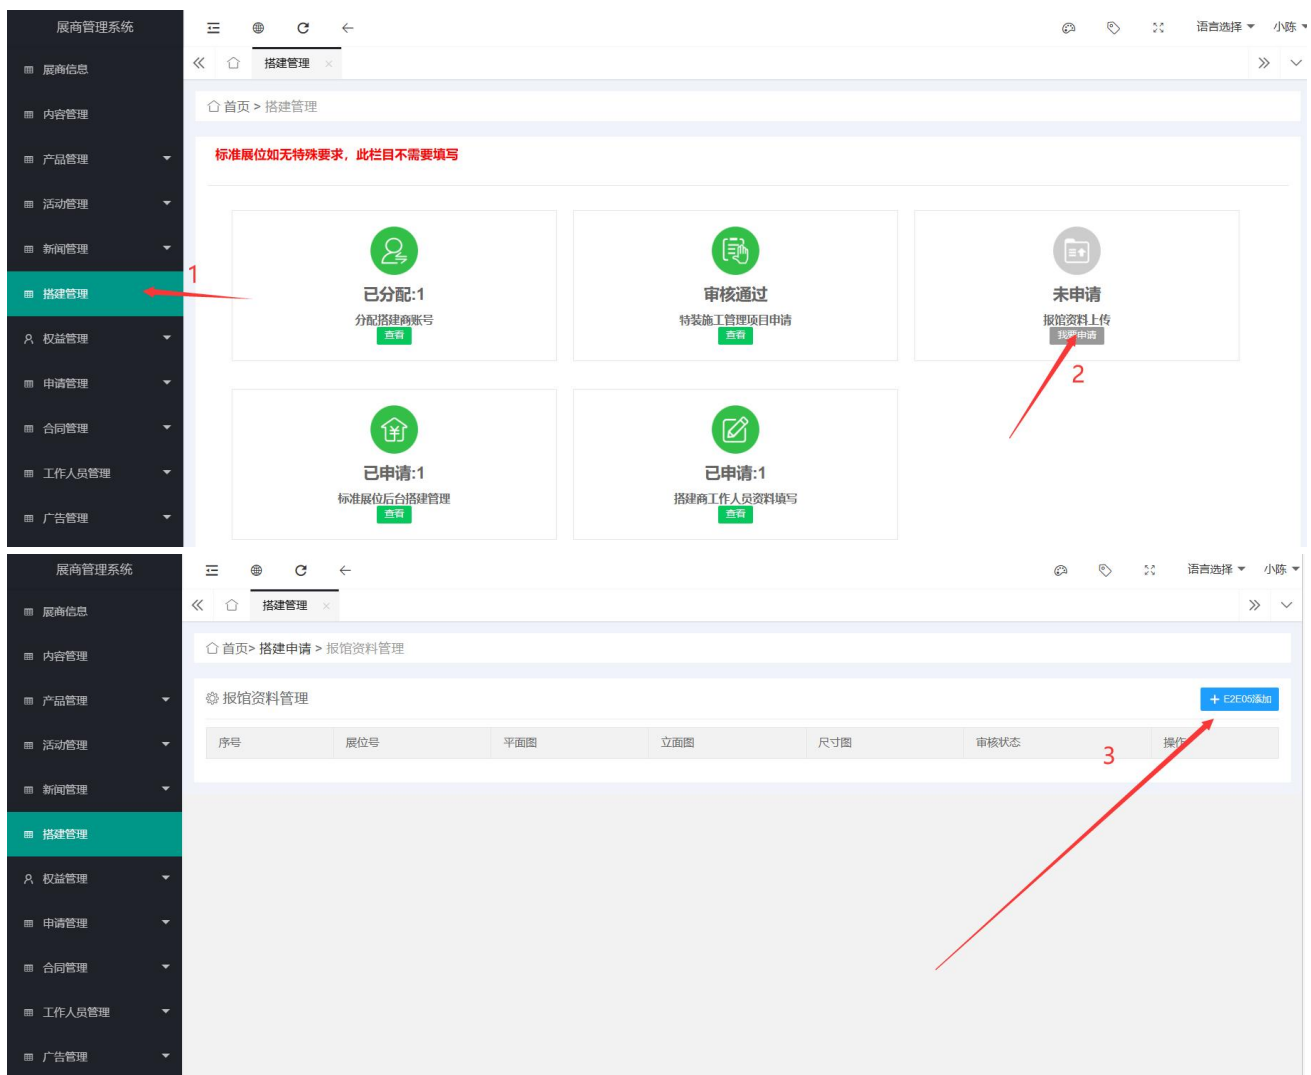 展商管理系统
语言选择
小陈
展商信息
搭建管理
内容管理
首页 > 搭建管理
产品管理
标准展位如无特殊要求，此栏目不需要填写
活动管理
新闻管理
1
搭建管理
已分配:1
审核通过
未申请
分配搭建商账号
特装施工管理项目申请
报馆资料上传
查看
查看
我要申请
权益管理
2
申请管理
合同管理
工作人员管理
已申请:1
已申请:1
标准展位后台搭建管理
搭建商工作人员资料填写
查看
查看
广告管理
展商管理系统
语言选择
小陈
展商信息
搭建管理
内容管理
首页> 搭建申请 > 报馆资料管理
产品管理
报馆资料管理
+ E2E05添加
活动管理
序号 展位号 平面图 立面图 尺寸图 审核状态 操作
3
新闻管理
搭建管理
权益管理
申请管理
合同管理
工作人员管理
广告管理